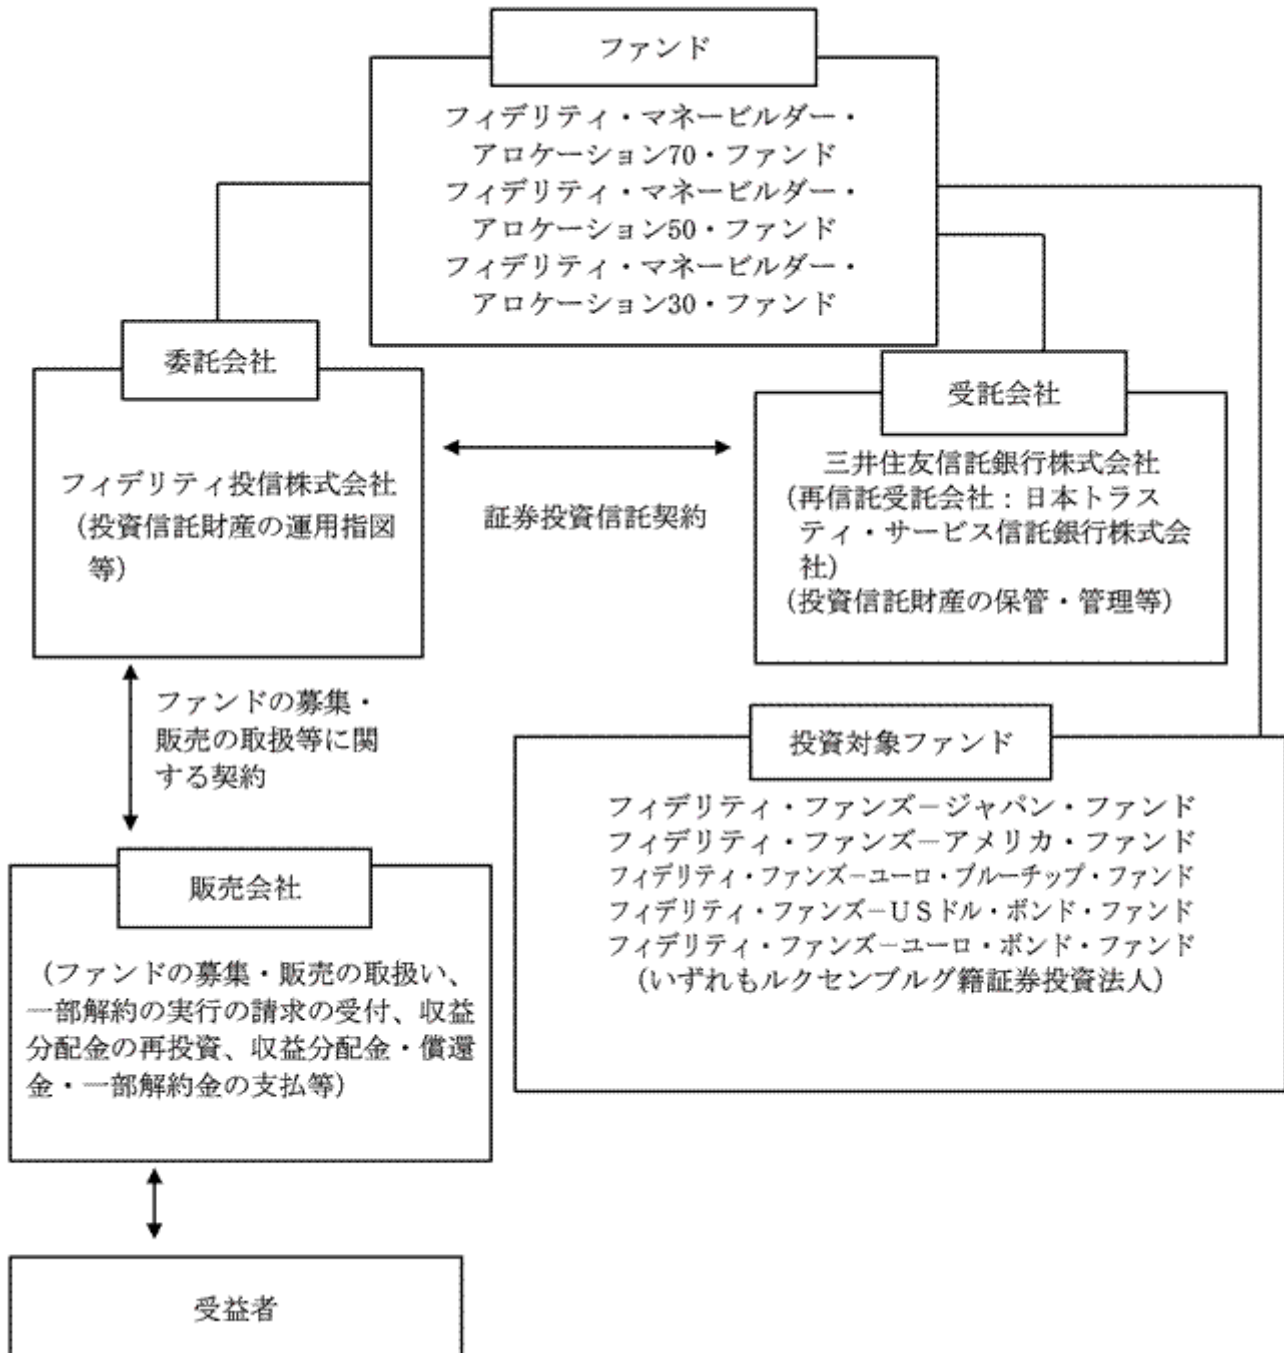 ファンド
フィデリティ・マネービルダー・
アロケーション70・ファンド
フィデリティ・マネービルダー・
アロケーション50・ファンド
フィデリティ・マネービルダー・
アロケーション30・ファンド
委託会社
フィデリティ投信株式会社
(投資信託財産の運用指図
等)
証券投資信託契約
受託会社
三井住友信託銀行株式会社
(再信託受託会社：日本トラス
ティ・サービス信託銀行株式会
社)
(投資信託財産の保管・管理等)
ファンドの募集・
販売の取扱等に関
する契約
投資対象ファンド
フィデリティ・ファンズ－ジャパン・ファンド
フィデリティ・ファンズ－アメリカ・ファンド
フィデリティ・ファンズ－ユーロ・ブルーチップ・ファンド
フィデリティ・ファンズ－ＵＳドル・ボンド・ファンド
フィデリティ・ファンズ－ユーロ・ボンド・ファンド
(いずれもルクセンブルグ籍証券投資法人)
販売会社
(ファンドの募集・販売の取扱い、
一部解約の実行の請求の受付、収益
分配金の再投資、収益分配金・償還
金・一部解約金の支払等)
受益者